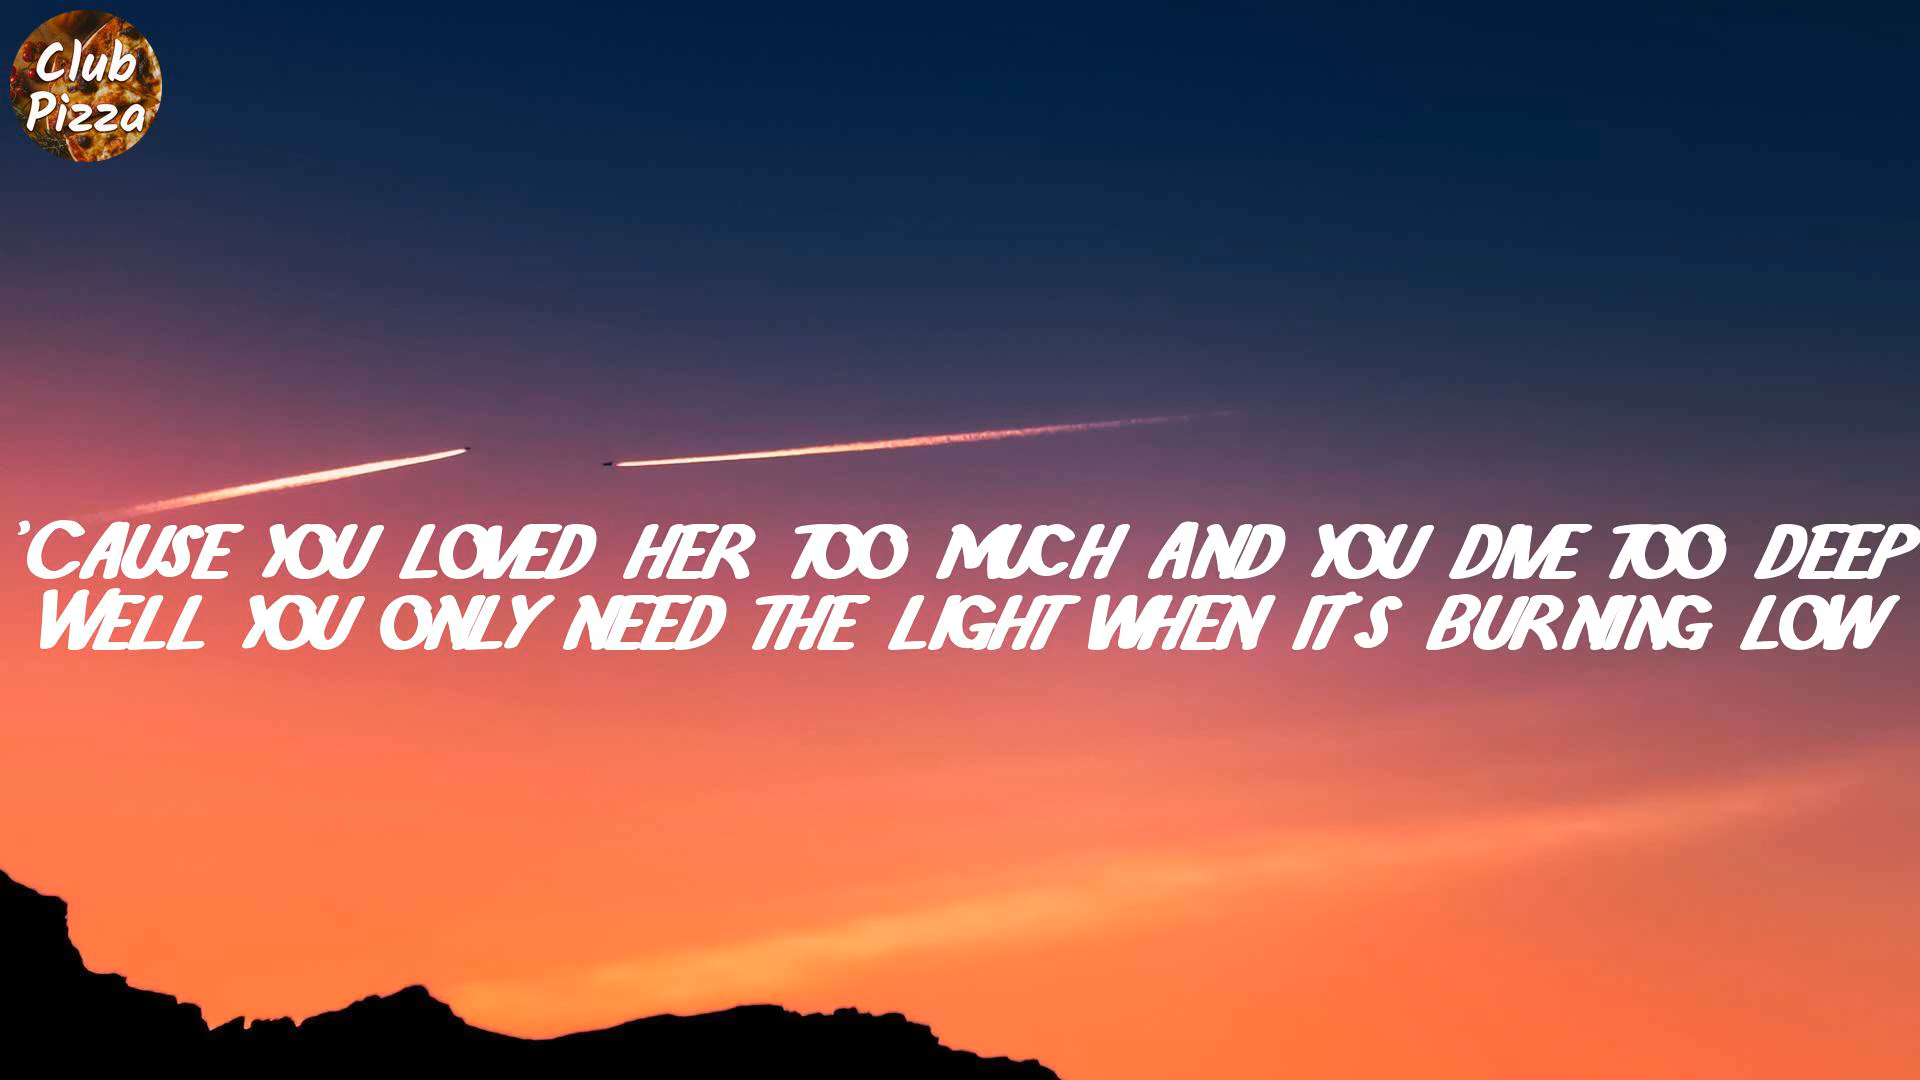 Club
Pizza
'CAUSE YOU LOVED HER TOO MUCH AND YOU DIVE TOO DEEP
WELL YOU ONLY NEED THE LIGHT WHEN IT'S BURNING LOW